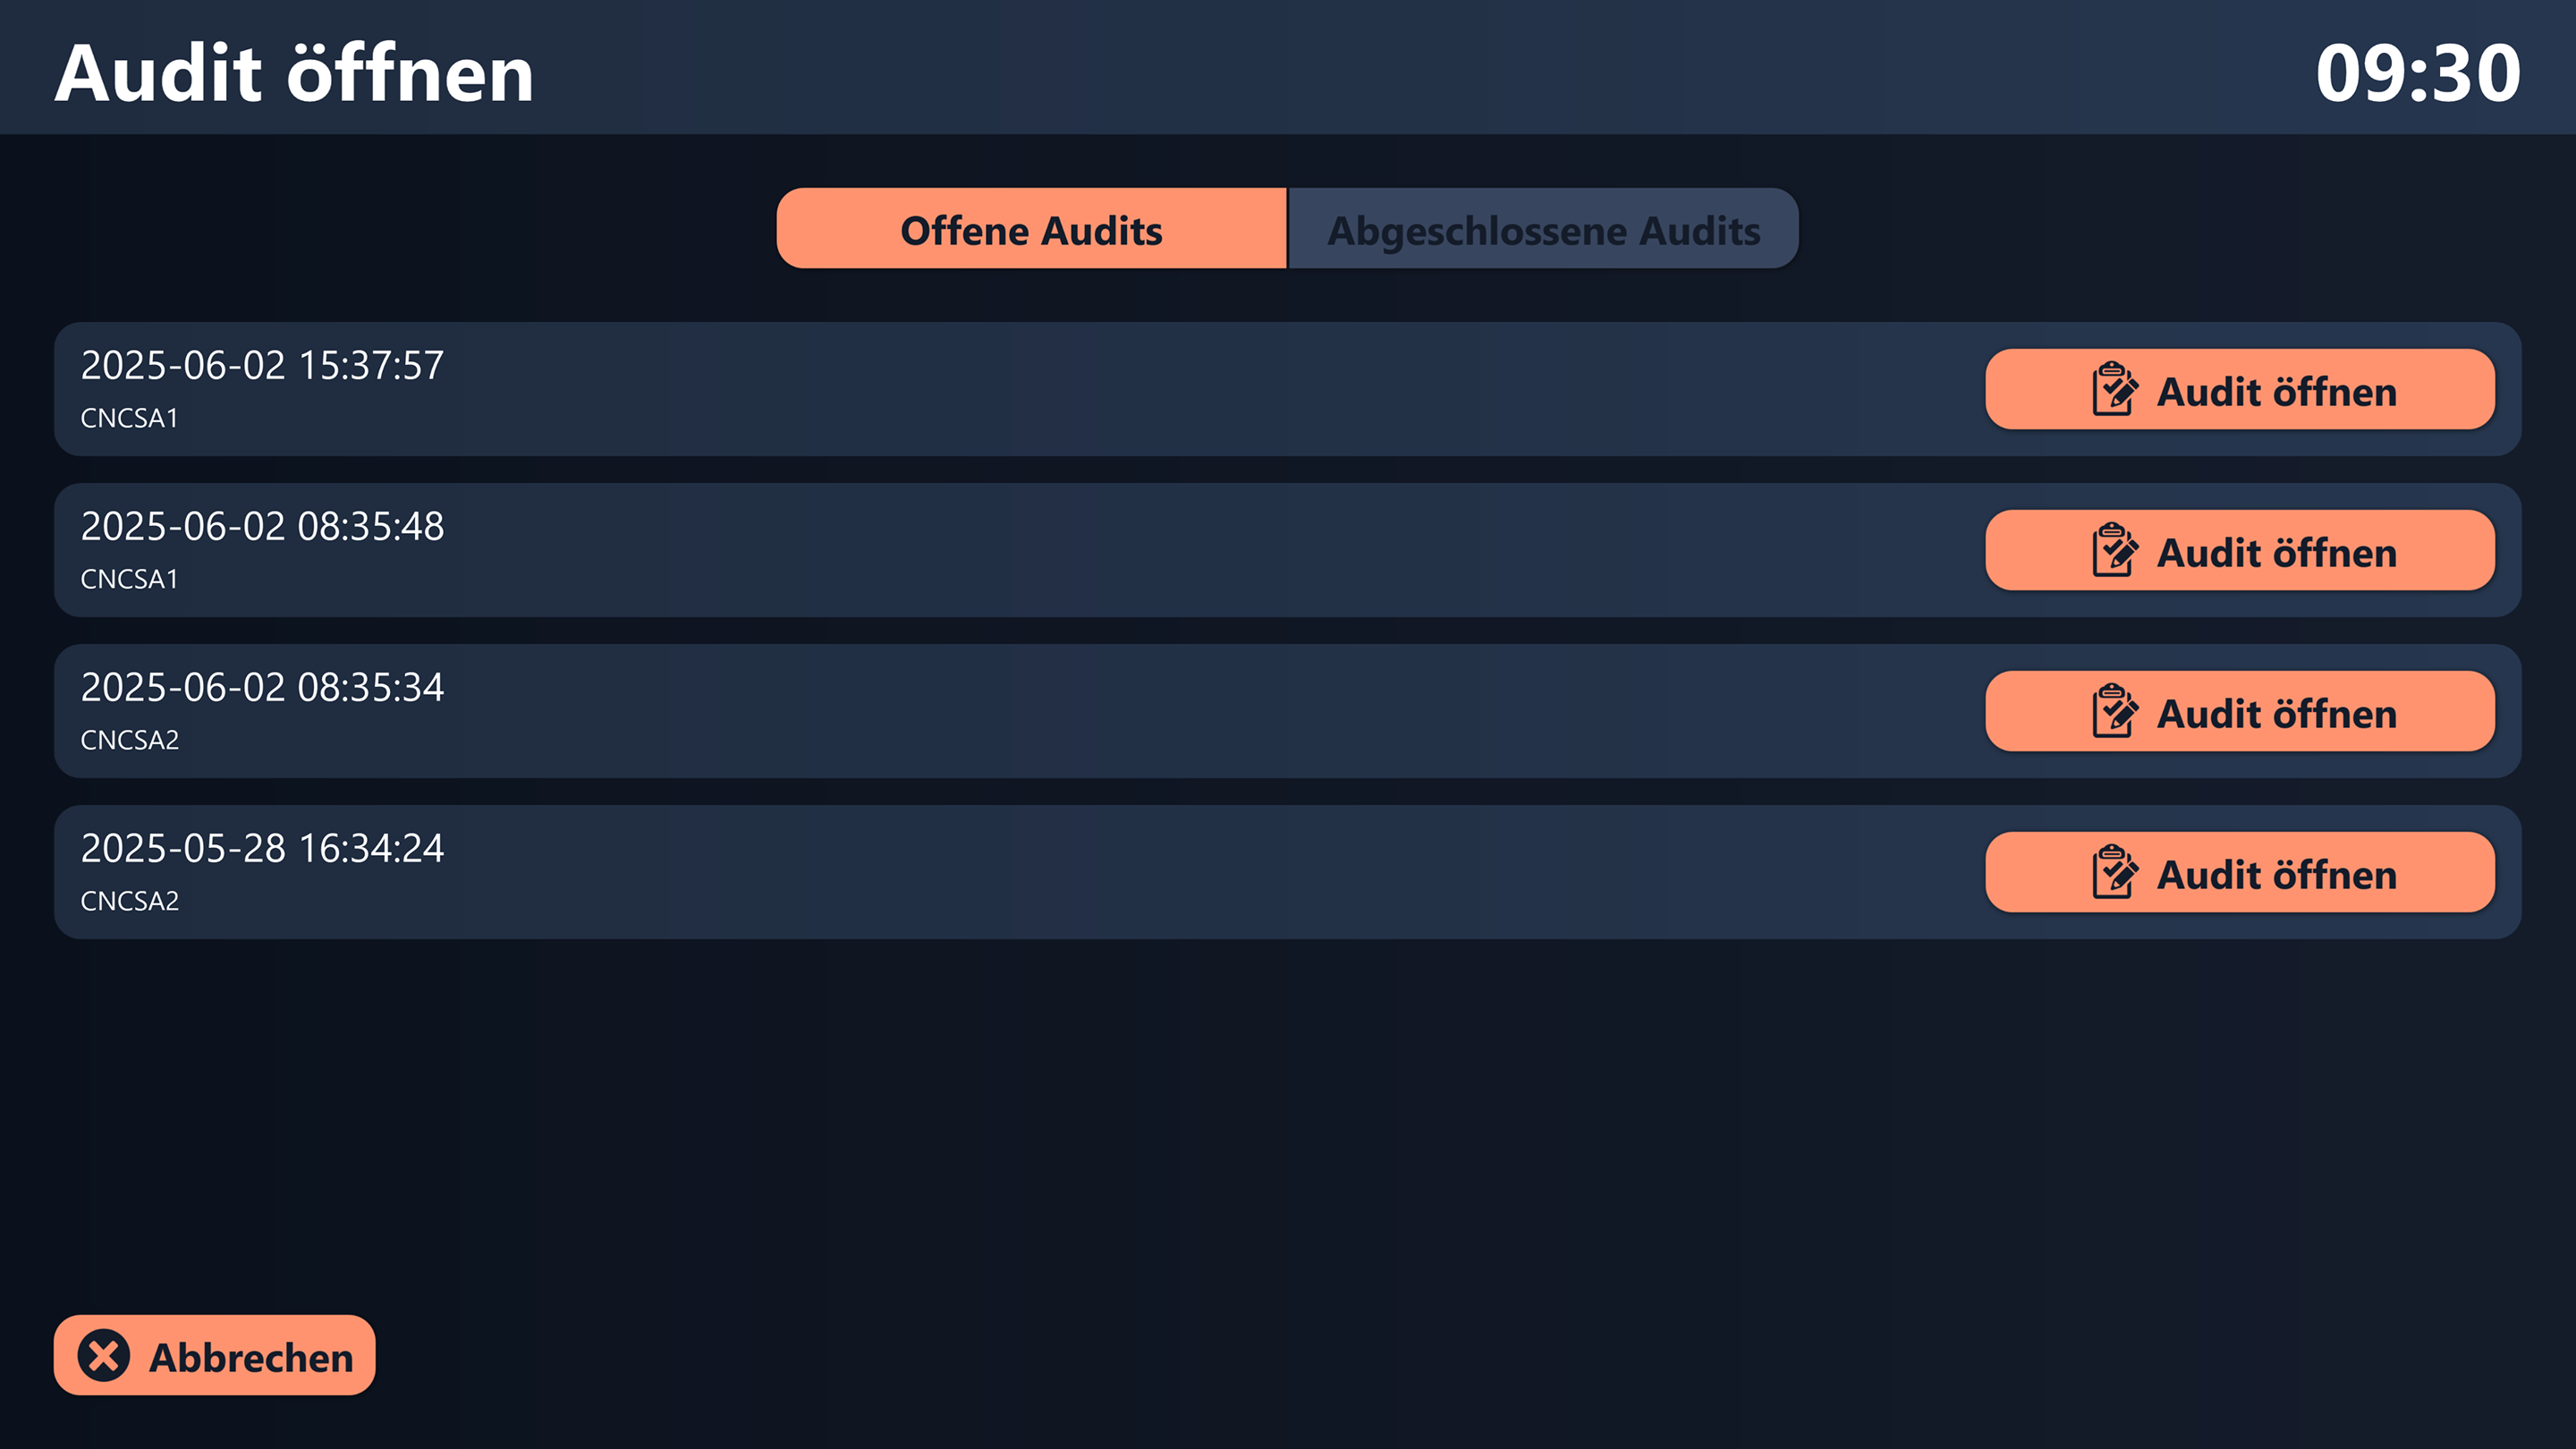 Audit öffnen 09:30
Offene Audits Abgeschlossene Audits
2025-06-02 15:37:57
CNCSA1
Audit öffnen
2025-06-02 08:35:48
CNCSA1
Audit öffnen
2025-06-02 08:35:34
CNCSA2
Audit öffnen
2025-05-28 16:34:24
CNCSA2
Audit öffnen
Abbrechen